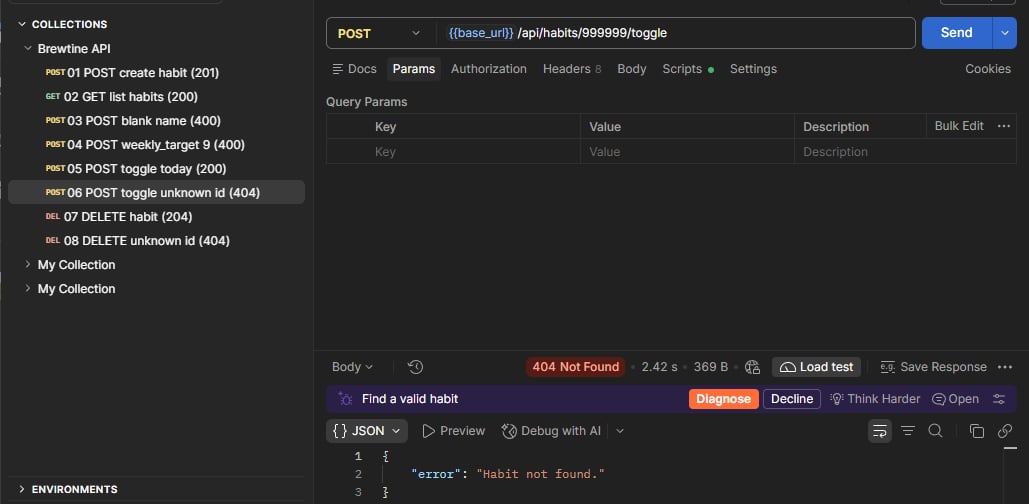 COLLECTIONS
Brewtine API
POST 01 POST create habit (201)
GET 02 GET list habits (200)
POST 03 POST blank name (400)
POST 04 POST weekly_target 9 (400)
POST 05 POST toggle today (200)
POST 06 POST toggle unknown id (404)
DEL 07 DELETE habit (204)
DEL 08 DELETE unknown id (404)
My Collection
My Collection
ENVIRONMENTS
POST {{base_url}} /api/habits/999999/toggle Send
Docs Params Authorization Headers 8 Body Scripts Settings Cookies
Query Params
Key Value Description Bulk Edit
Key Value Description
Body 404 Not Found 2.42 s 369 B Load test e.g. Save Response
Find a valid habit Diagnose Decline Think Harder Open
{} JSON Preview Debug with AI
1 {
2 "error": "Habit not found."
3 }